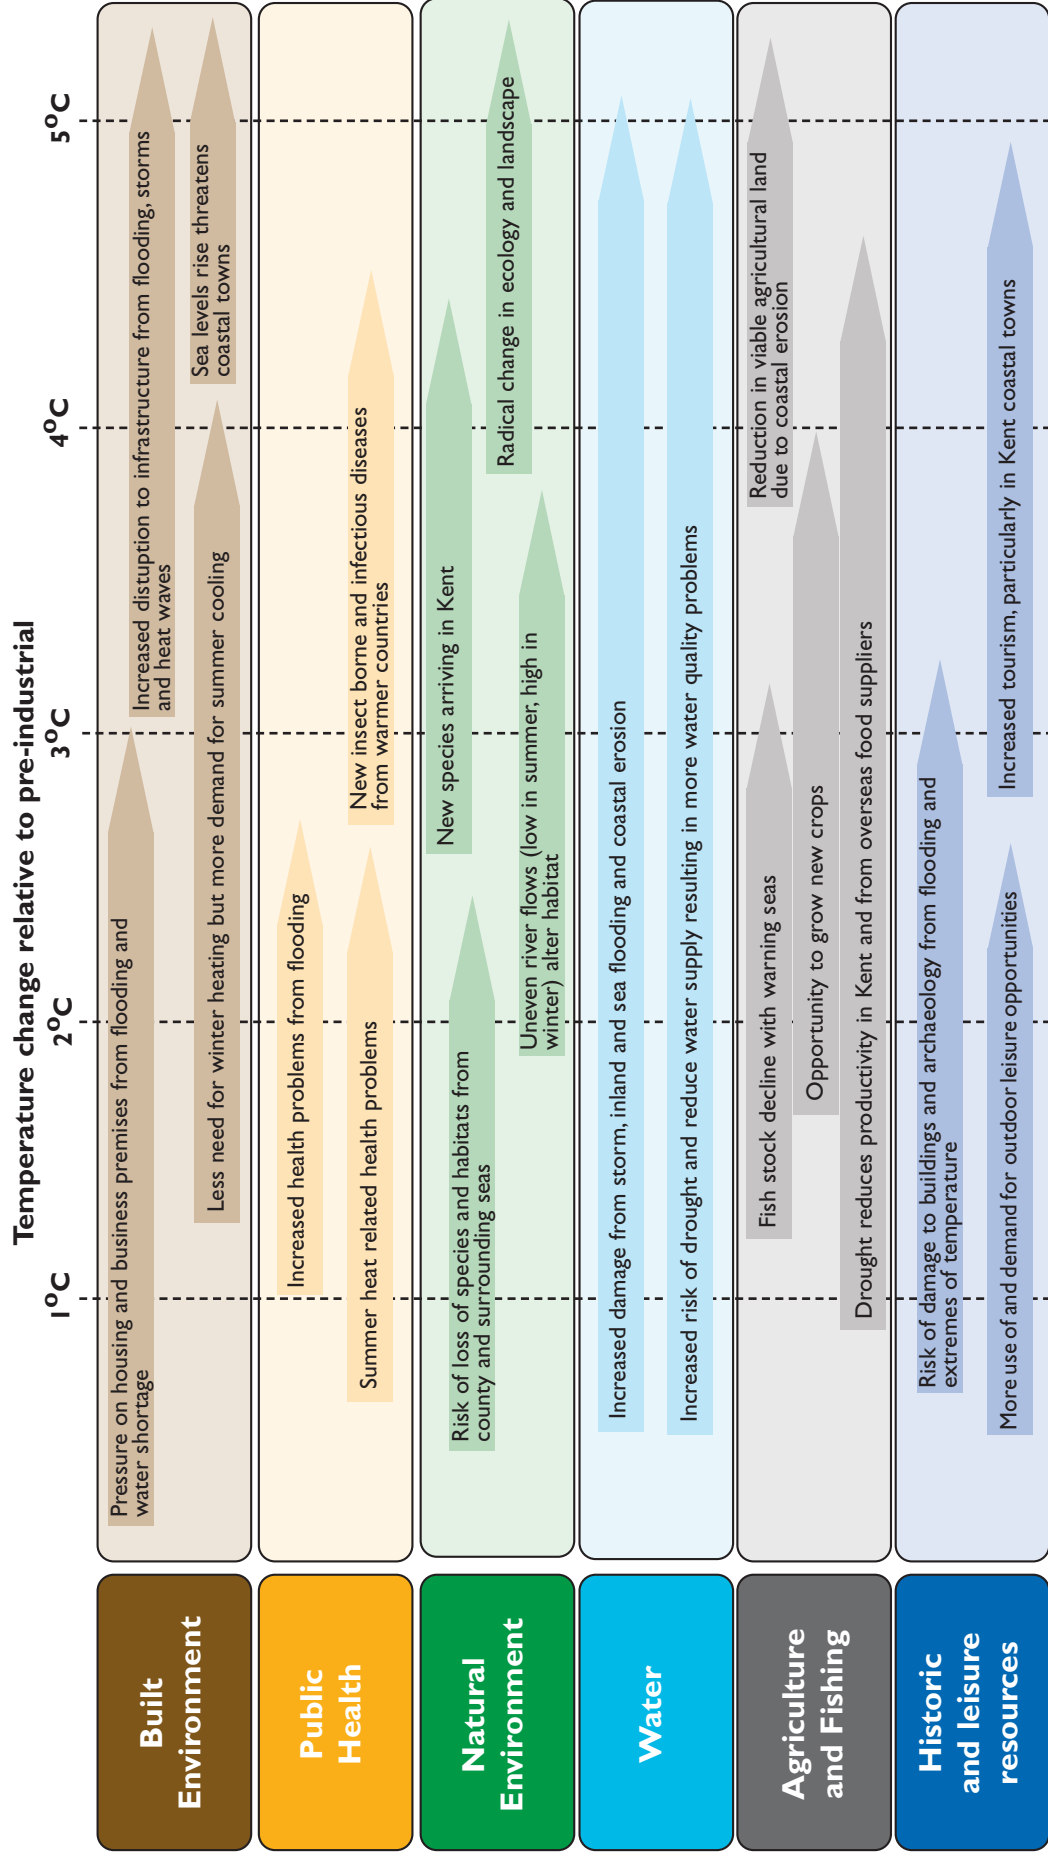 Temperature change relative to pre-industrial
1°C
2°C
3°C
4°C
5°C
Built
Environment
Pressure on housing and business premises from flooding and
water shortage
Increased distuption to infrastructure from flooding, storms
and heat waves
Less need for winter heating but more demand for summer cooling
Sea levels rise threatens
coastal towns
Public
Health
Increased health problems from flooding
Summer heat related health problems
New insect borne and infectious diseases
from warmer countries
Natural
Environment
Risk of loss of species and habitats from
county and surrounding seas
New species arriving in Kent
Uneven river flows (low in summer, high in
winter) alter habitat
Radical change in ecology and landscape
Water
Increased damage from storm, inland and sea flooding and coastal erosion
Increased risk of drought and reduce water supply resulting in more water quality problems
Agriculture
and Fishing
Fish stock decline with warning seas
Reduction in viable agricultural land
due to coastal erosion
Opportunity to grow new crops
Drought reduces productivity in Kent and from overseas food suppliers
Historic
and leisure
resources
Risk of damage to buildings and archaeology from flooding and
extremes of temperature
More use of and demand for outdoor leisure opportunities
Increased tourism, particularly in Kent coastal towns